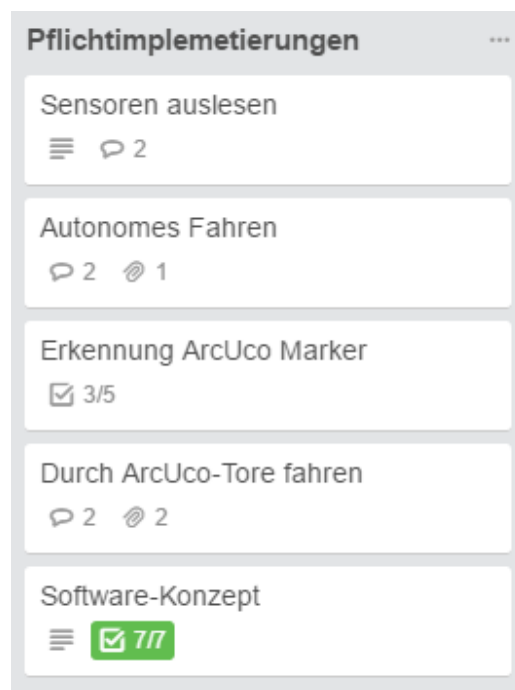 Pflichtimplemetierungen
Sensoren auslesen
2
Autonomes Fahren
2 1
Erkennung ArcUco Marker
3/5
Durch ArcUco-Tore fahren
2 2
Software-Konzept
7/7